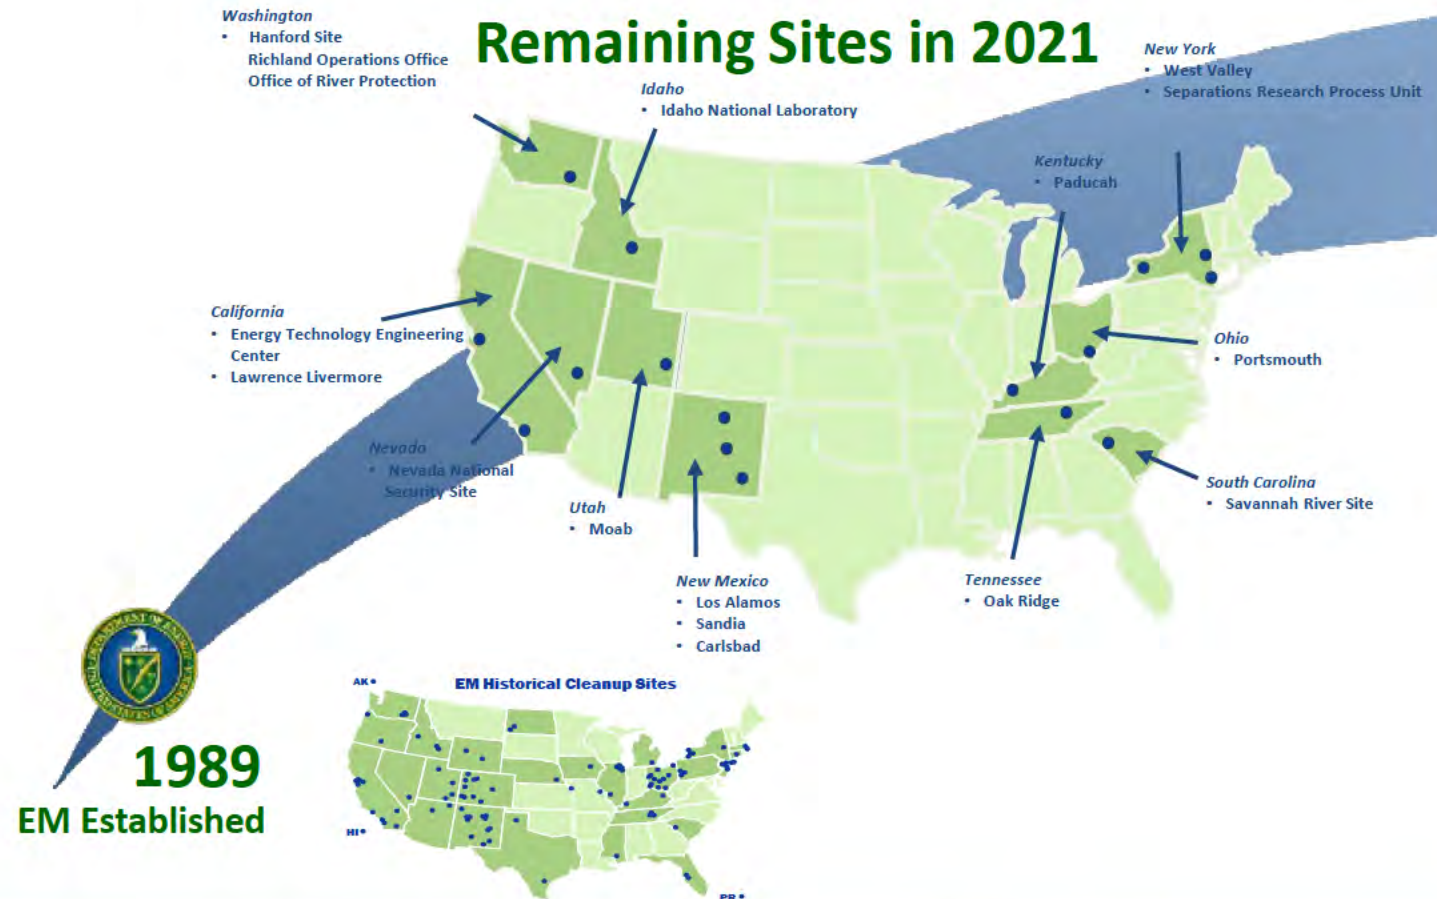 Remaining Sites in 2021
Washington
• Hanford Site
Richland Operations Office
Office of River Protection
Idaho
• Idaho National Laboratory
New York
• West Valley
• Separations Research Process Unit
Kentucky
• Paducah
California
• Energy Technology Engineering
Center
• Lawrence Livermore
Ohio
• Portsmouth
Nevada
• Nevada National
Security Site
Utah
• Moab
South Carolina
• Savannah River Site
New Mexico
• Los Alamos
• Sandia
• Carlsbad
Tennessee
• Oak Ridge
1989
EM Established
EM Historical Cleanup Sites
AK
HI
PR